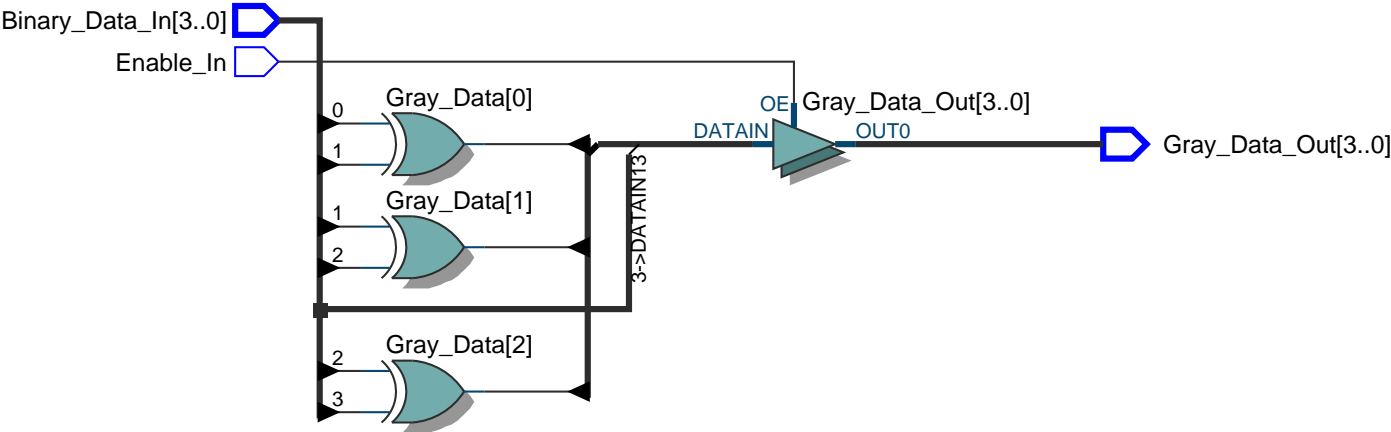 Binary_Data_In[3..0]
Enable_In
Gray_Data[0]
0
1
OE
Gray_Data_Out[3..0]
DATAIN
OUT0
Gray_Data_Out[3..0]
3->DATAIN13
Gray_Data[1]
1
2
Gray_Data[2]
2
3